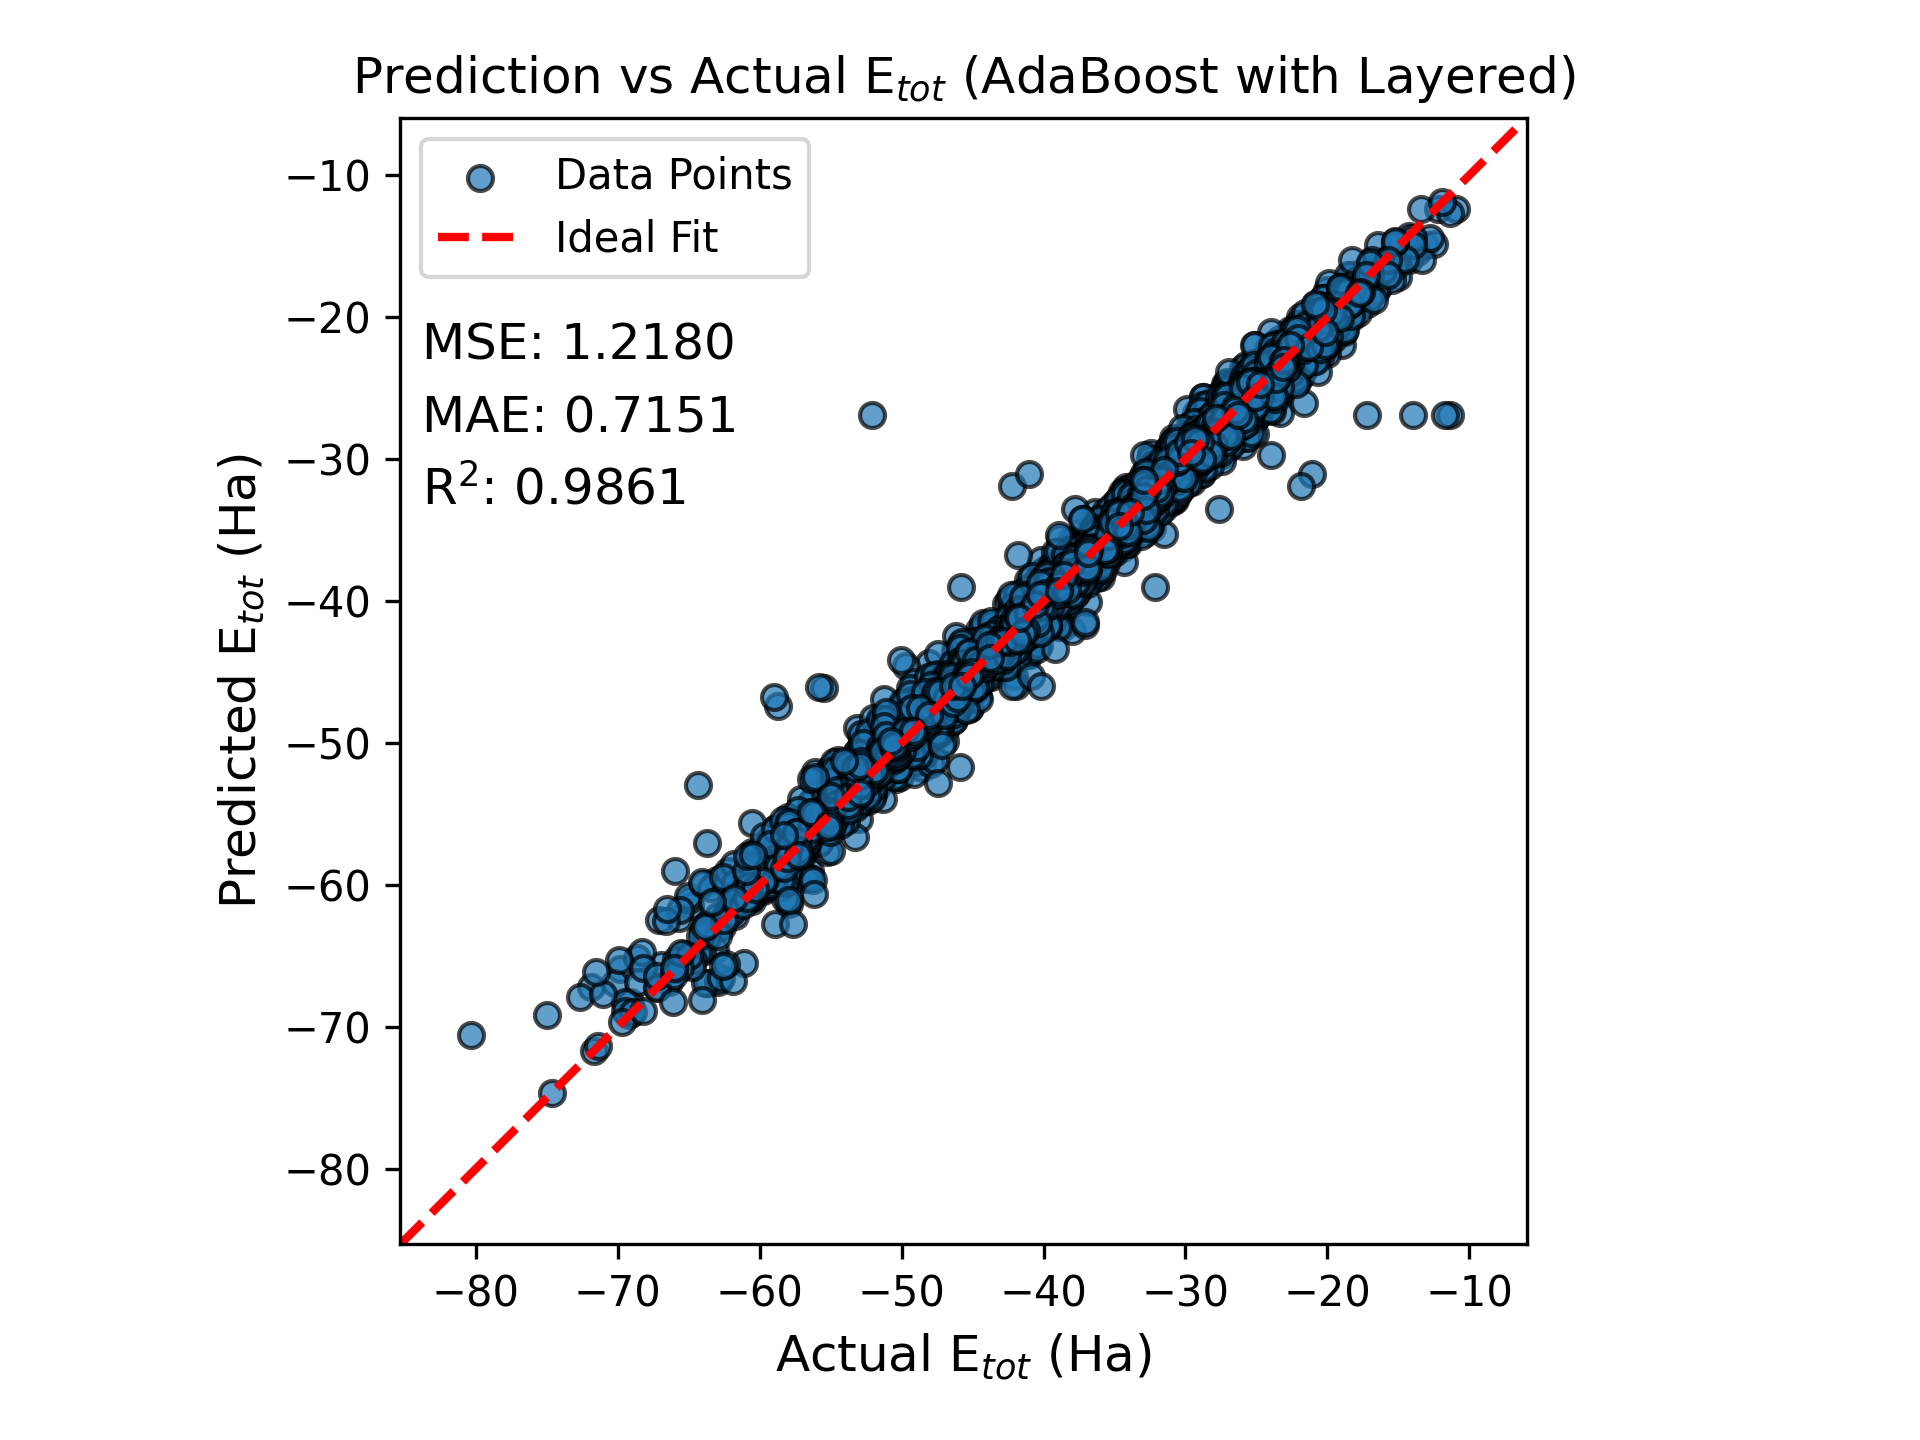 Prediction vs Actual E_tot (AdaBoost with Layered)
Data Points
Ideal Fit
MSE: 1.2180
MAE: 0.7151
R²: 0.9861
Predicted E_tot (Ha)
−10
−20
−30
−40
−50
−60
−70
−80
−80 −70 −60 −50 −40 −30 −20 −10
Actual E_tot (Ha)